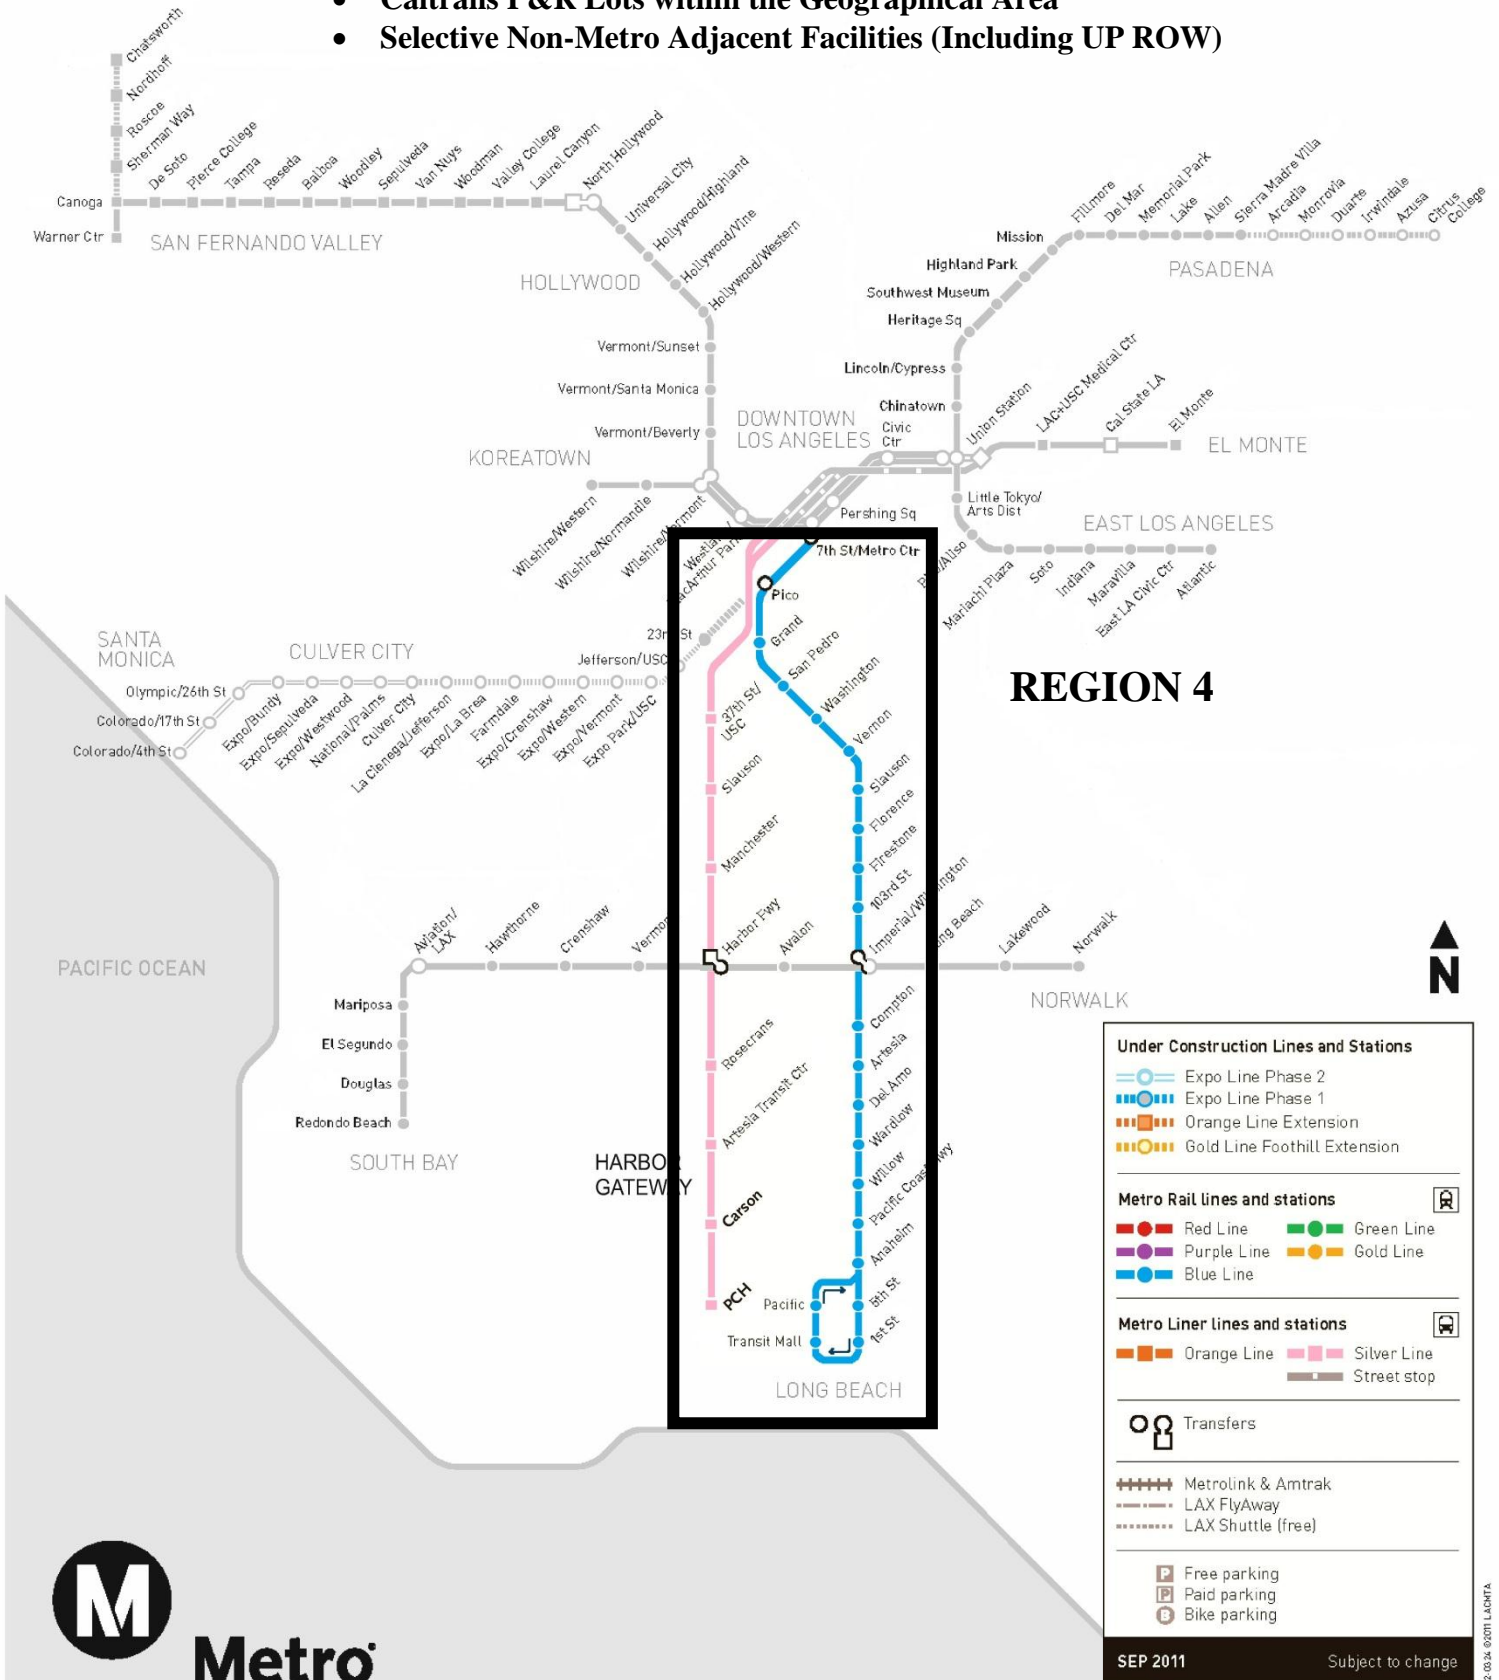 • Caltrans P&R Lots within the Geographical Area
• Selective Non-Metro Adjacent Facilities (Including UP ROW)
Chatsworth
Nordhoff
Roscoe
Sherman Way
Canoga
Warner Ctr
De Soto
Pierce College
Tampa
Reseda
Balboa
Woodley
Sepulveda
Van Nuys
Woodman
Valley College
Laurel Canyon
North Hollywood
SAN FERNANDO VALLEY
Universal City
Hollywood/Highland
Hollywood/Vine
Hollywood/Western
HOLLYWOOD
Vermont/Sunset
Vermont/Santa Monica
Vermont/Beverly
KOREATOWN
Wilshire/Western
Wilshire/Normandie
Wilshire/Vermont
Westlake/
MacArthur Park
DOWNTOWN
LOS ANGELES
Civic
Ctr
Pershing Sq
7th St/Metro Ctr
Fillmore
Del Mar
Memorial Park
Lake
Allen
Sierra Madre Villa
Arcadia
Monrovia
Duarte
Irwindale
Azusa
Citrus
College
Mission
Highland Park
Southwest Museum
Heritage Sq
Lincoln/Cypress
Chinatown
PASADENA
Union Station
LAC+USC Medical Ctr
Cal State LA
El Monte
EL MONTE
Little Tokyo/
Arts Dist
EAST LOS ANGELES
Pico/Aliso
Mariachi Plaza
Soto
Indiana
Maravilla
East LA Civic Ctr
Atlantic
REGION 4
SANTA
MONICA
CULVER CITY
Olympic/26th St
Colorado/17th St
Colorado/4th St
Expo/Bundy
Expo/Sepulveda
Expo/Westwood
National/Palms
Culver City
La Cienega/Jefferson
Expo/La Brea
Farmdale
Expo/Crenshaw
Expo/Western
Expo/Vermont
Expo Park/USC
Jefferson/USC
23rd St
Pico
Grand
San Pedro
Washington
Vernon
Slauson
Florence
Firestone
103rd St
Imperial/Wilmington
37th St/
USC
Slauson
Manchester
Harbor Fwy
Avalon
Long Beach
Lakewood
Norwalk
NORWALK
Aviation/
LAX
Hawthorne
Crenshaw
Vermont
Mariposa
El Segundo
Douglas
Redondo Beach
SOUTH BAY
PACIFIC OCEAN
Rosecrans
Artesia Transit Ctr
HARBOR
GATEWAY
Carson
PCH
Compton
Artesia
Del Amo
Wardlow
Willow
Pacific Coast Hwy
Anaheim
5th St
1st St
Pacific
Transit Mall
LONG BEACH
N
Under Construction Lines and Stations
Expo Line Phase 2
Expo Line Phase 1
Orange Line Extension
Gold Line Foothill Extension
Metro Rail lines and stations
Red Line
Green Line
Purple Line
Gold Line
Blue Line
Metro Liner lines and stations
Orange Line
Silver Line
Street stop
Transfers
Metrolink & Amtrak
LAX FlyAway
LAX Shuttle (free)
P Free parking
P Paid parking
B Bike parking
SEP 2011 Subject to change
©2011 LACMTA
M
Metro